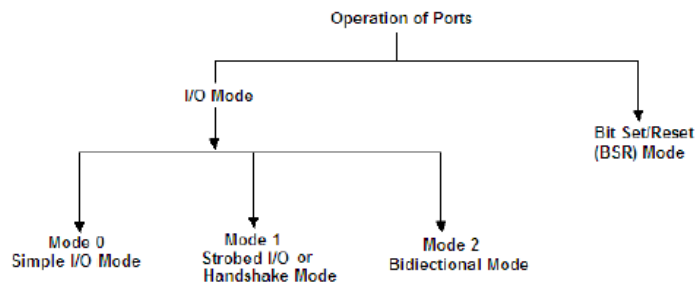 Operation of Ports
I/O Mode
Bit Set/Reset
(BSR) Mode
Mode 0
Simple I/O Mode
Mode 1
Strobed I/O or
Handshake Mode
Mode 2
Bidiectional Mode